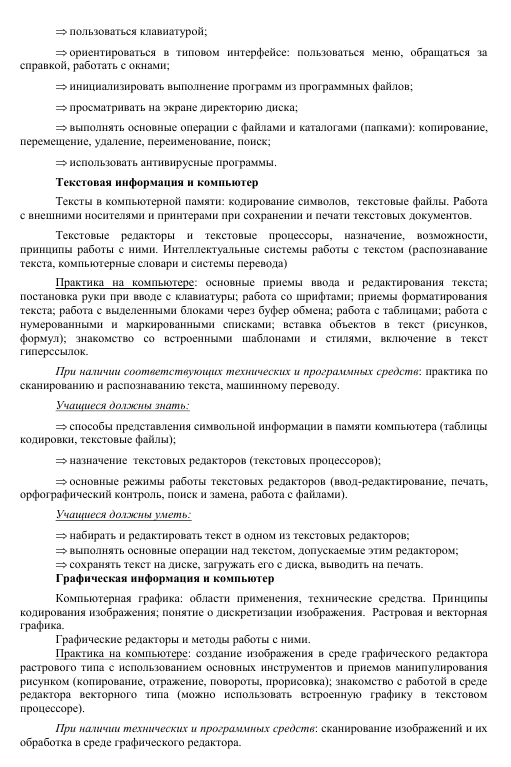 ⇒ пользоваться клавиатурой;
⇒ ориентироваться в типовом интерфейсе: пользоваться меню, обращаться за
справкой, работать с окнами;
⇒ инициализировать выполнение программ из программных файлов;
⇒ просматривать на экране директорию диска;
⇒ выполнять основные операции с файлами и каталогами (папками): копирование,
перемещение, удаление, переименование, поиск;
⇒ использовать антивирусные программы.
Текстовая информация и компьютер
Тексты в компьютерной памяти: кодирование символов, текстовые файлы. Работа
с внешними носителями и принтерами при сохранении и печати текстовых документов.
Текстовые редакторы и текстовые процессоры, назначение, возможности,
принципы работы с ними. Интеллектуальные системы работы с текстом (распознавание
текста, компьютерные словари и системы перевода)
Практика на компьютере: основные приемы ввода и редактирования текста;
постановка руки при вводе с клавиатуры; работа со шрифтами; приемы форматирования
текста; работа с выделенными блоками через буфер обмена; работа с таблицами; работа с
нумерованными и маркированными списками; вставка объектов в текст (рисунков,
формул); знакомство со встроенными шаблонами и стилями, включение в текст
гиперссылок.
При наличии соответствующих технических и программных средств: практика по
сканированию и распознаванию текста, машинному переводу.
Учащиеся должны знать:
⇒ способы представления символьной информации в памяти компьютера (таблицы
кодировки, текстовые файлы);
⇒ назначение текстовых редакторов (текстовых процессоров);
⇒ основные режимы работы текстовых редакторов (ввод-редактирование, печать,
орфографический контроль, поиск и замена, работа с файлами).
Учащиеся должны уметь:
⇒ набирать и редактировать текст в одном из текстовых редакторов;
⇒ выполнять основные операции над текстом, допускаемые этим редактором;
⇒ сохранять текст на диске, загружать его с диска, выводить на печать.
Графическая информация и компьютер
Компьютерная графика: области применения, технические средства. Принципы
кодирования изображения; понятие о дискретизации изображения. Растровая и векторная
графика.
Графические редакторы и методы работы с ними.
Практика на компьютере: создание изображения в среде графического редактора
растрового типа с использованием основных инструментов и приемов манипулирования
рисунком (копирование, отражение, повороты, прорисовка); знакомство с работой в среде
редактора векторного типа (можно использовать встроенную графику в текстовом
процессоре).
При наличии технических и программных средств: сканирование изображений и их
обработка в среде графического редактора.